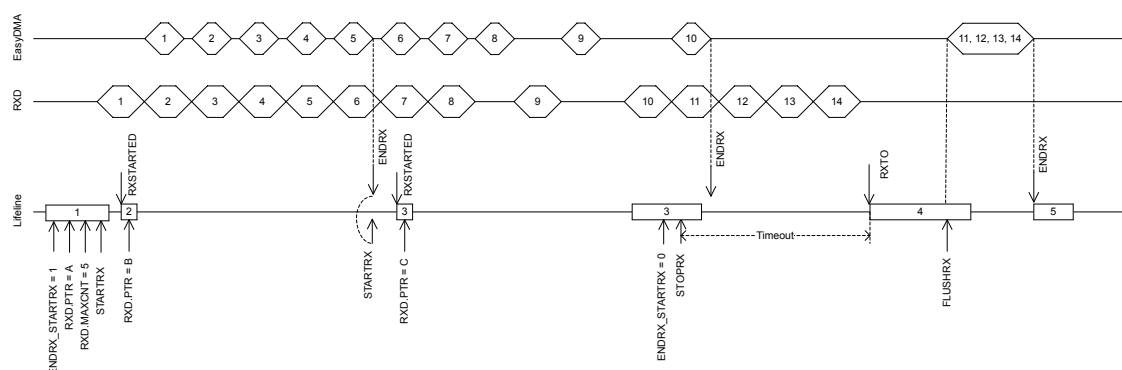 EasyDMA
1 2 3 4 5 6 7 8 9 10 11, 12, 13, 14
RXD
1 2 3 4 5 6 7 8 9 10 11 12 13 14
RXSTARTED
ENDRX
RXSTARTED
RXTO
ENDRX
Lifeline
1 2 3 3 4 5
Timeout
ENDRX_STARTRX = 1
RXD.PTR = A
RXD.MAXCNT = 5
STARTRX
RXD.PTR = B
STARTRX
RXD.PTR = C
ENDRX_STARTRX = 0
STOPRX
FLUSHRX